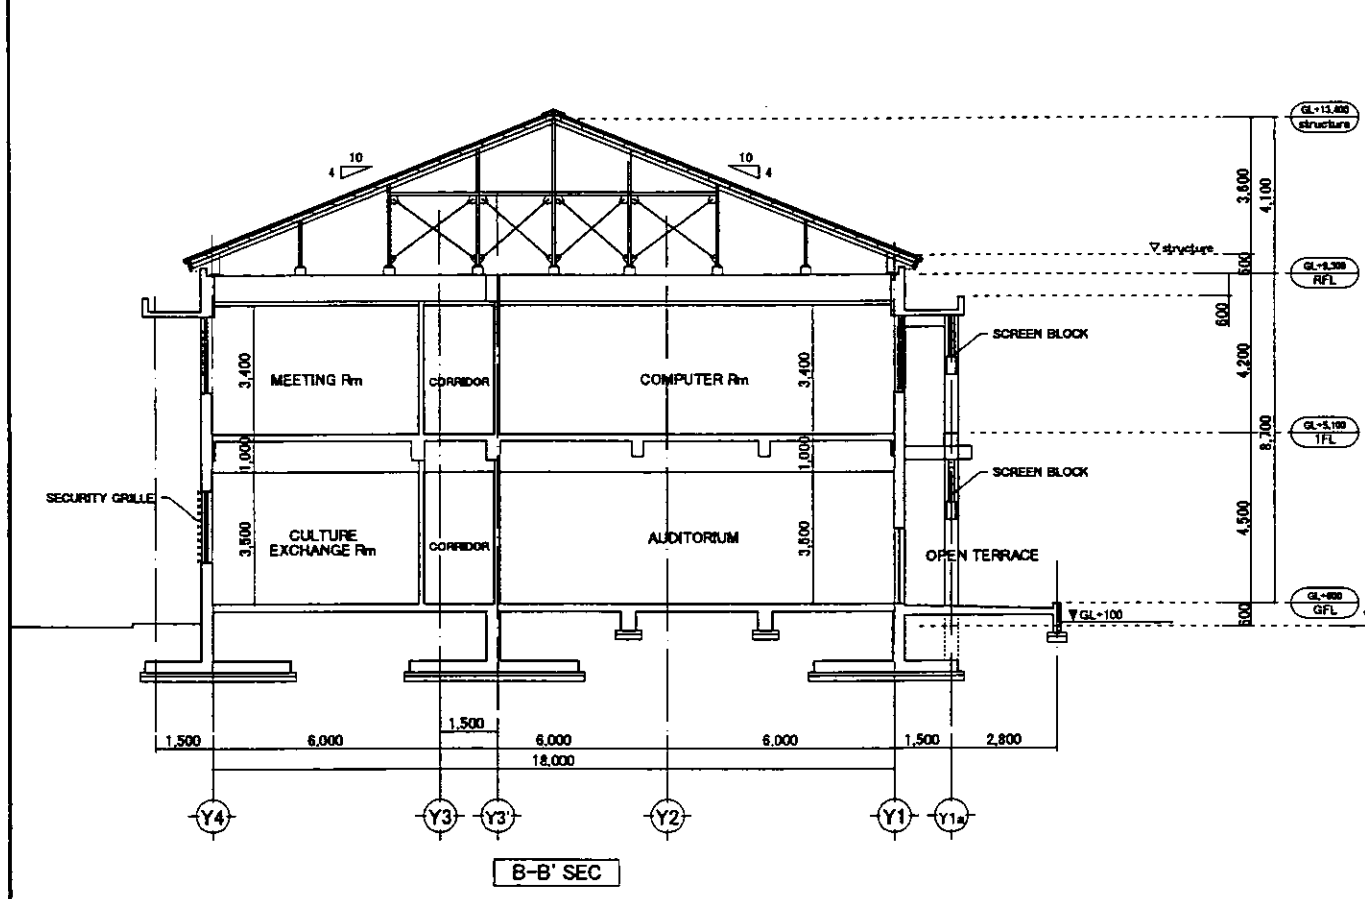 GL+13,400
structure
10
4
10
4
3,600
4,100
▽ structure
500
GL+9,300
RFL
600
SCREEN BLOCK
3,400
MEETING Rm
CORRIDOR
COMPUTER Rm
3,400
4,200
GL+5,100
1FL
8,700
1,000
1,000
SCREEN BLOCK
SECURITY GRILLE
3,500
CULTURE
EXCHANGE Rm
CORRIDOR
AUDITORIUM
3,500
4,500
OPEN TERRACE
GL+600
GFL
▼GL+100
600
1,500
1,500
6,000
6,000
6,000
1,500
2,800
18,000
Y4
Y3
Y3'
Y2
Y1
Y1a
B-B' SEC